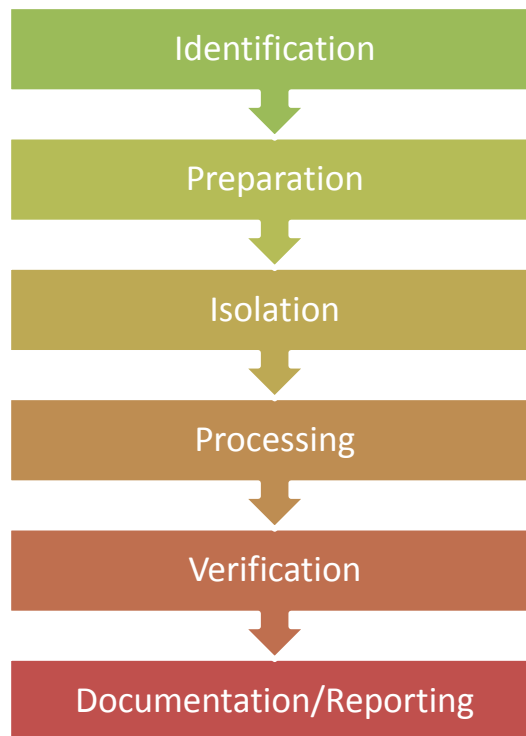 Identification
Preparation
Isolation
Processing
Verification
Documentation/Reporting